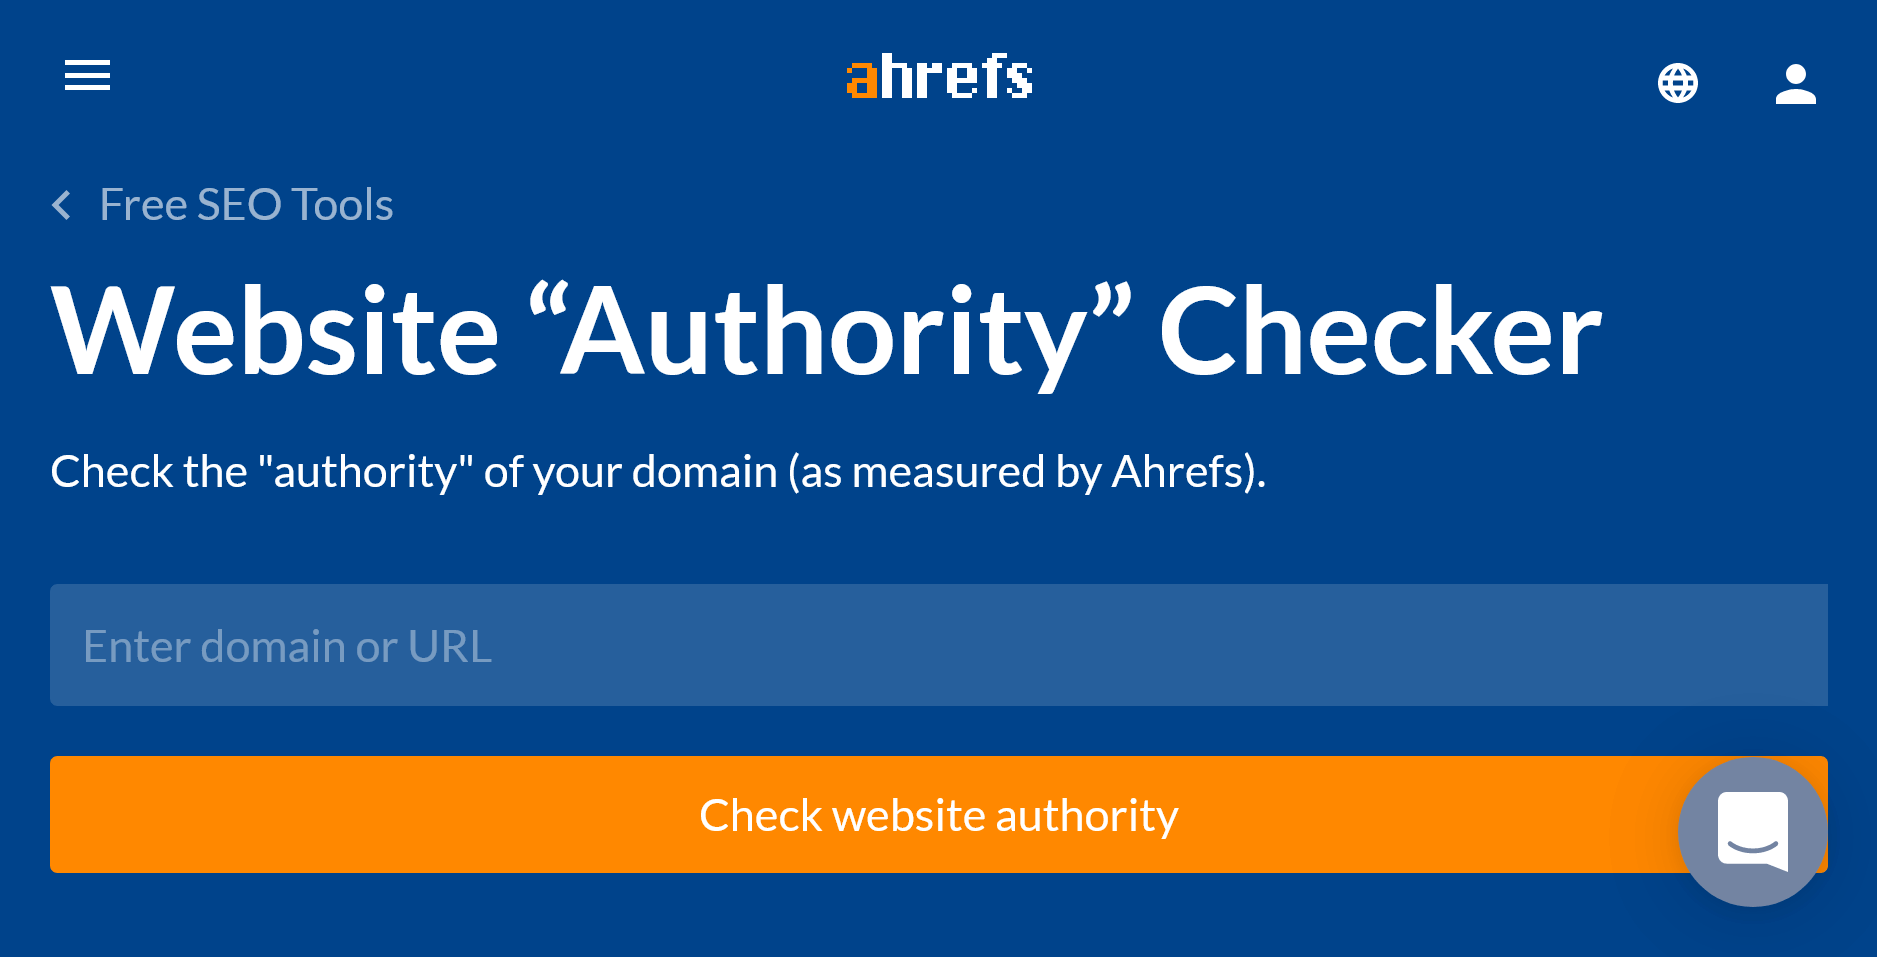 ahrefs
Free SEO Tools
Website “Authority” Checker
Check the "authority" of your domain (as measured by Ahrefs).
Enter domain or URL
Check website authority